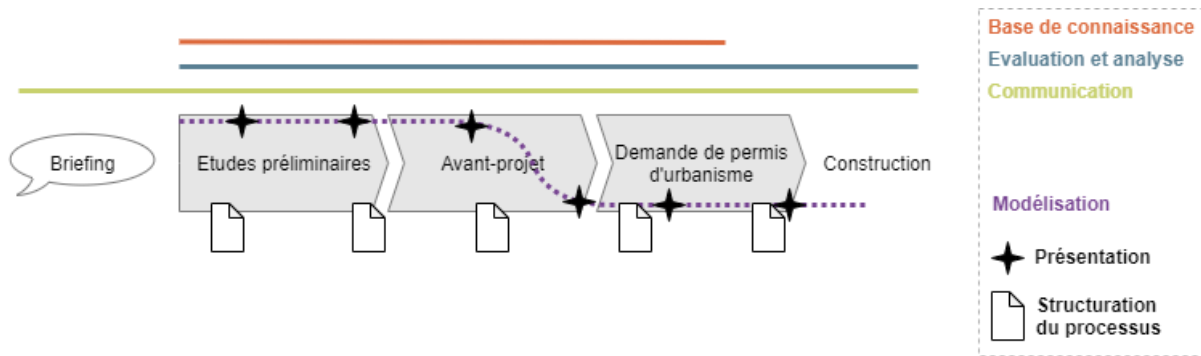 Base de connaissance
Evaluation et analyse
Communication
Briefing
Etudes préliminaires
Avant-projet
Demande de permis
d'urbanisme
Construction
Modélisation
Présentation
Structuration
du processus